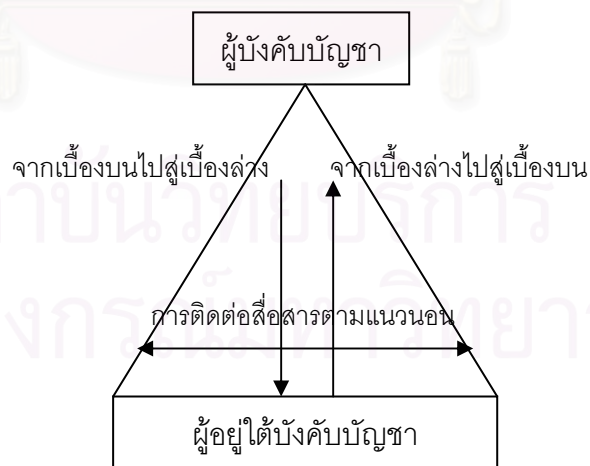 ผู้บังคับบัญชา
จากเบื้องบนไปสู่เบื้องล่าง จากเบื้องล่างไปสู่เบื้องบน
การติดต่อสื่อสารตามแนวนอน
ผู้อยู่ใต้บังคับบัญชา